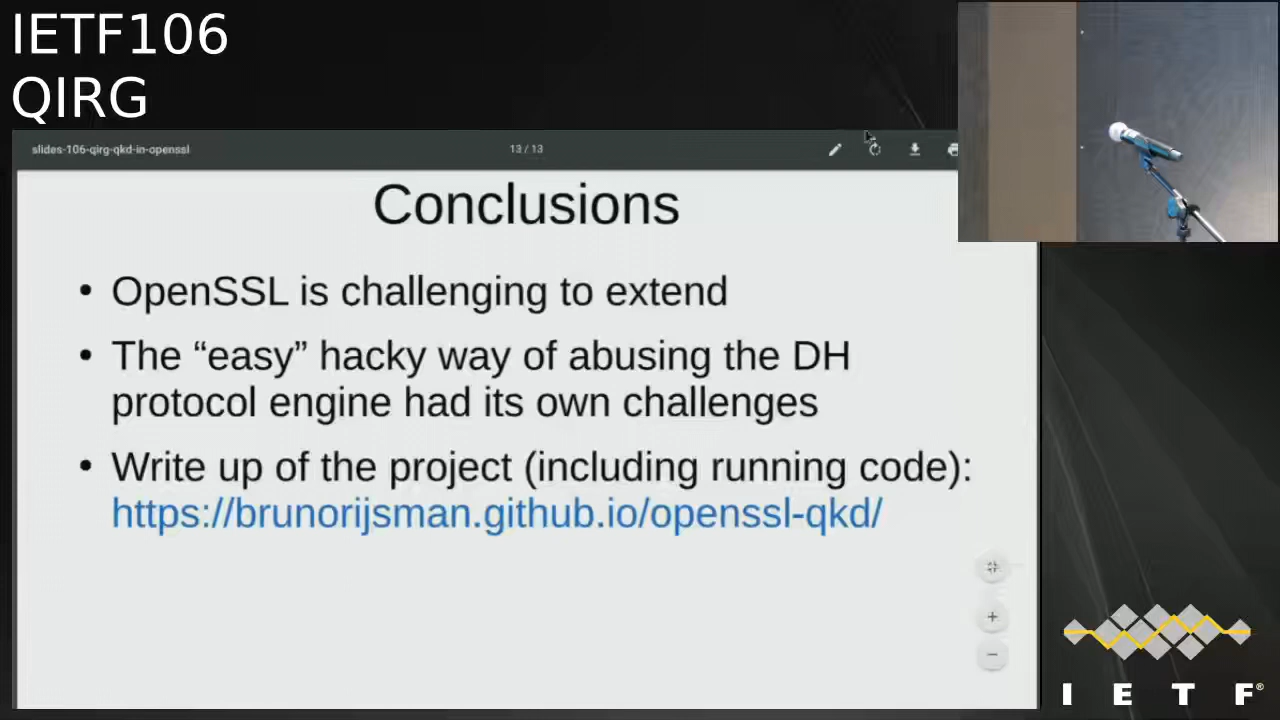 IETF106
QIRG
slides-106-qirg-qkd-in-openssl
13 / 13
Conclusions
• OpenSSL is challenging to extend
• The “easy” hacky way of abusing the DH
protocol engine had its own challenges
• Write up of the project (including running code):
https://brunorijsman.github.io/openssl-qkd/
I E T F®